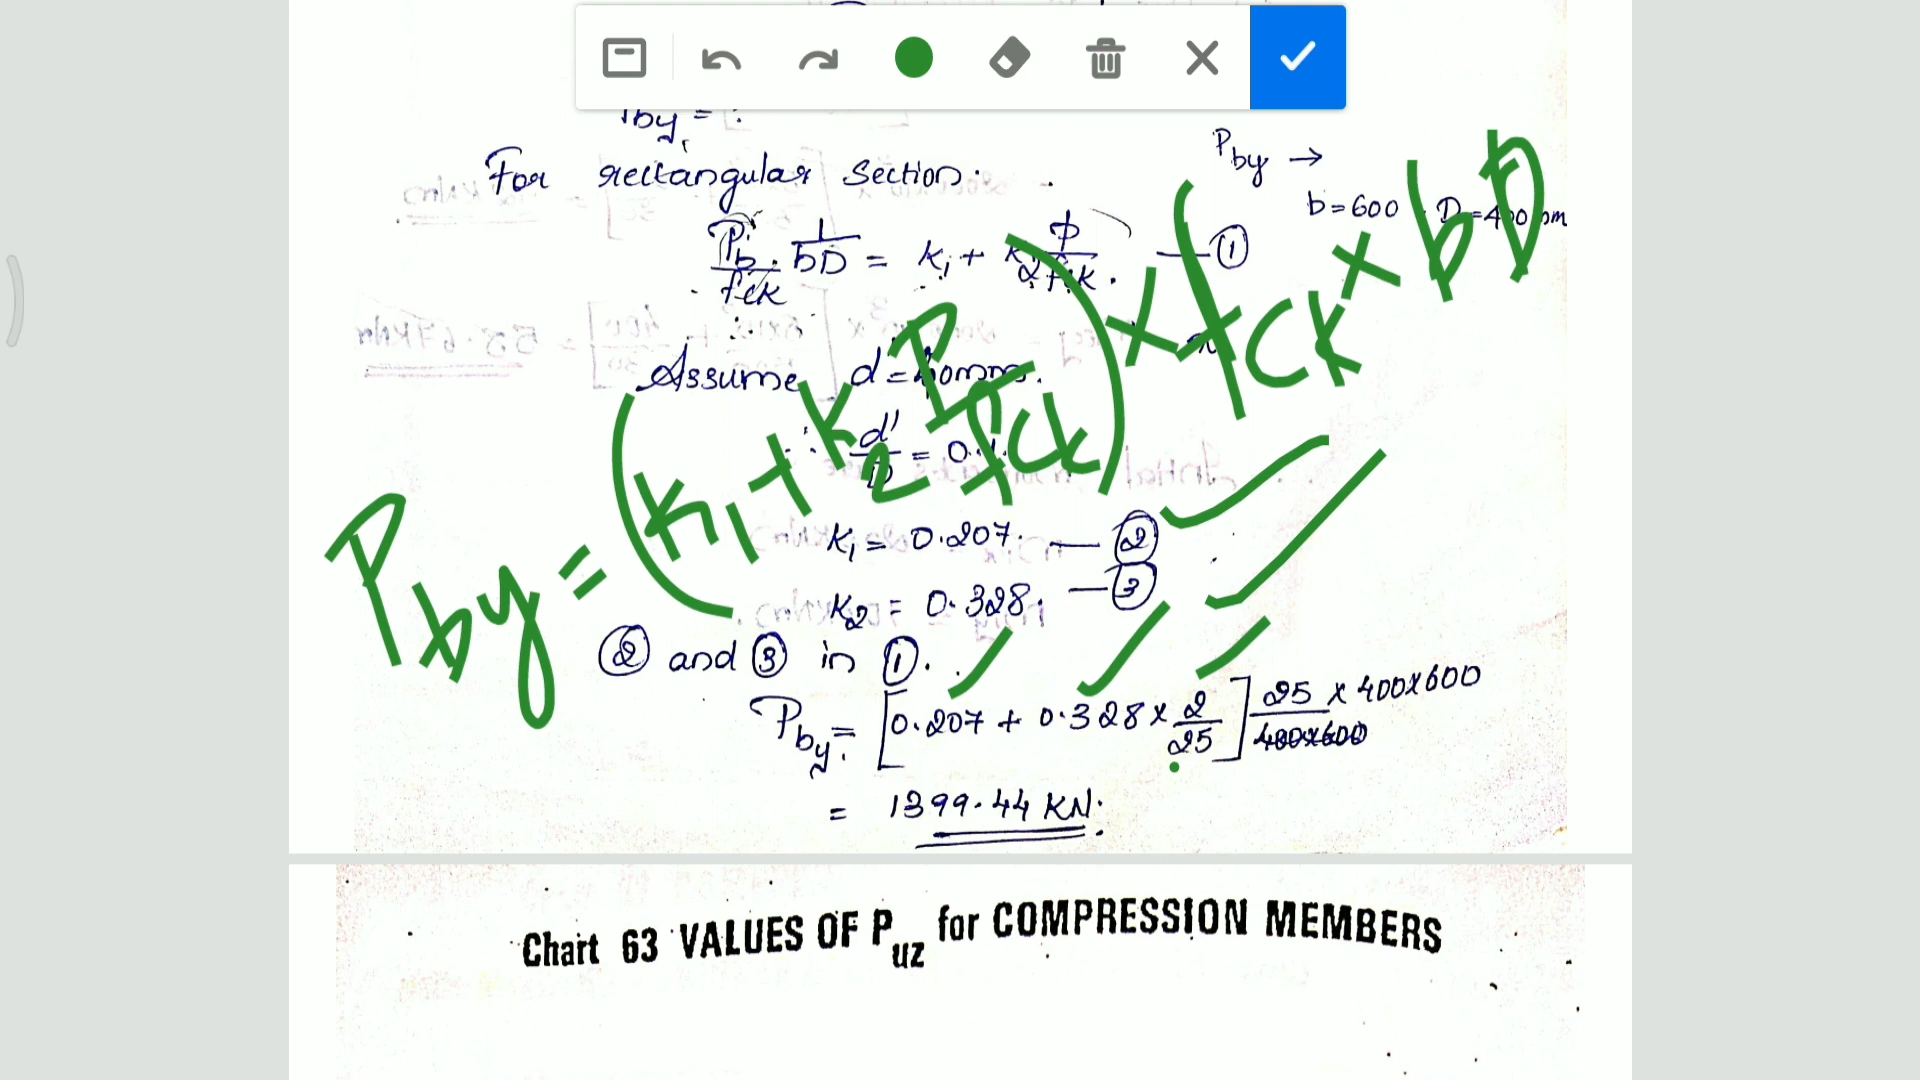 Pby = ?
For rectangular Section.
Pby →
b=600 D=400 mm
Pb/fck · 1/bD = K1 + K2 p/fck. — ①
Assume d'=40mm.
∴ d'/D = 0.1
Pby = (K1 + K2 P/fck) × fck × bD
K1 = 0.207. — ②
K2 = 0.328. — ③
② and ③ in ①.
Pby = [0.207 + 0.328 × 2/25] 25 × 400×600
400×600
= 1399.44 KN.
Chart 63 VALUES OF Puz for COMPRESSION MEMBERS